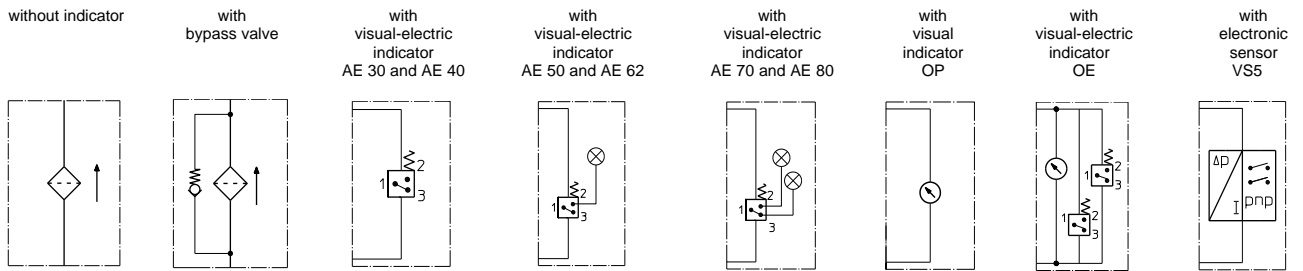 without indicator
with
bypass valve
with
visual-electric
indicator
AE 30 and AE 40
with
visual-electric
indicator
AE 50 and AE 62
with
visual-electric
indicator
AE 70 and AE 80
with
visual
indicator
OP
with
visual-electric
indicator
OE
with
electronic
sensor
VS5
1 2 3
1 2 3
1 2 3
1 2 3
1 2 3
Δp
I
pnp